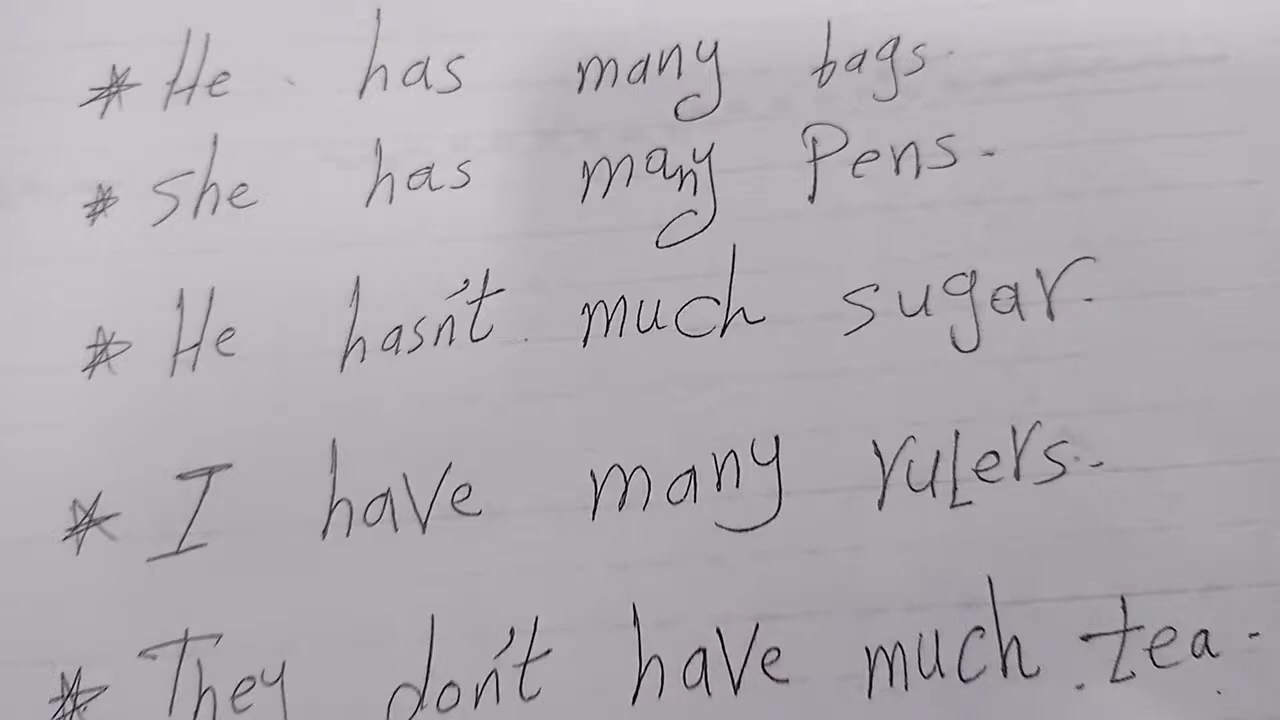 * He has many bags.
* She has many Pens.
* He hasn't much sugar.
* I have many rulers.
* They don't have much tea.